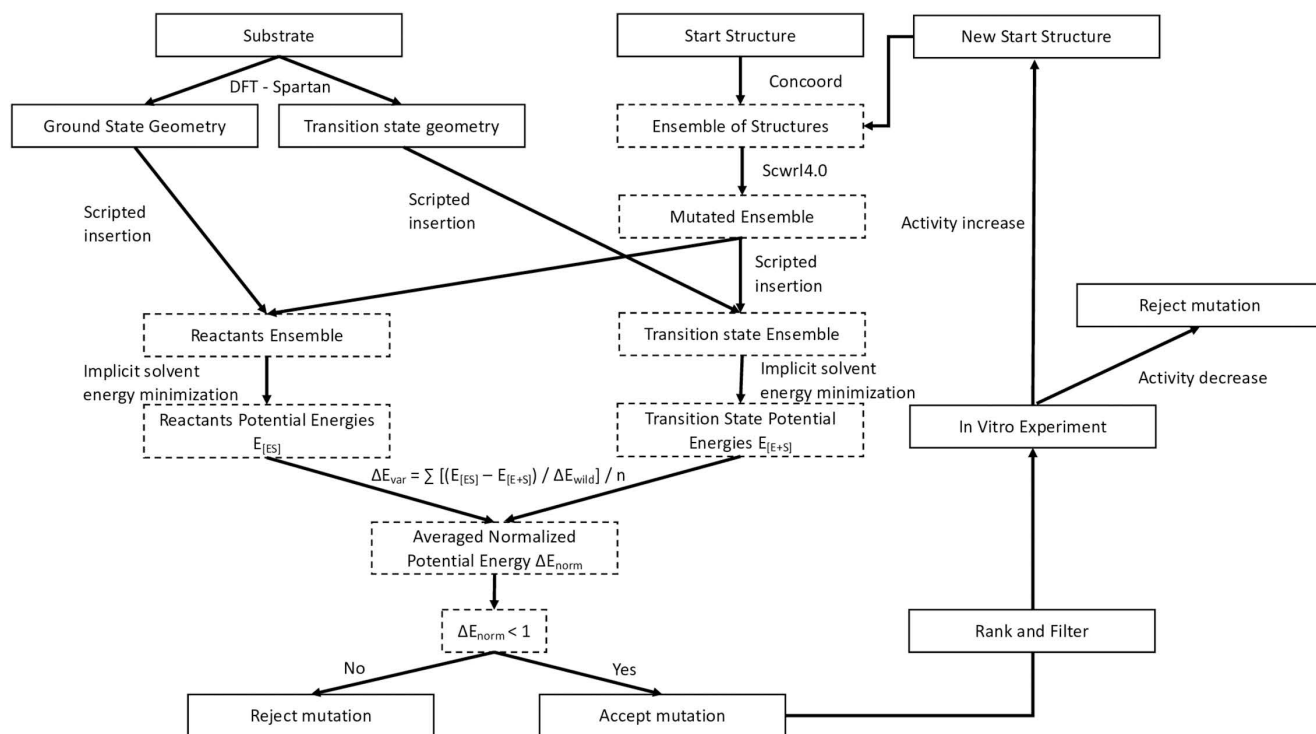 Substrate
Start Structure
New Start Structure
DFT - Spartan
Concoord
Ground State Geometry
Transition state geometry
Ensemble of Structures
Scwrl4.0
Mutated Ensemble
Scripted
insertion
Scripted
insertion
Scripted
insertion
Activity increase
Reject mutation
Reactants Ensemble
Transition state Ensemble
Implicit solvent
energy minimization
Implicit solvent
energy minimization
Activity decrease
Reactants Potential Energies
E[ES]
Transition State Potential
Energies E[E+S]
In Vitro Experiment
ΔEvar = ∑ [(E[ES] – E[E+S]) / ΔEwild] / n
Averaged Normalized
Potential Energy ΔEnorm
ΔEnorm < 1
Rank and Filter
No
Yes
Reject mutation
Accept mutation